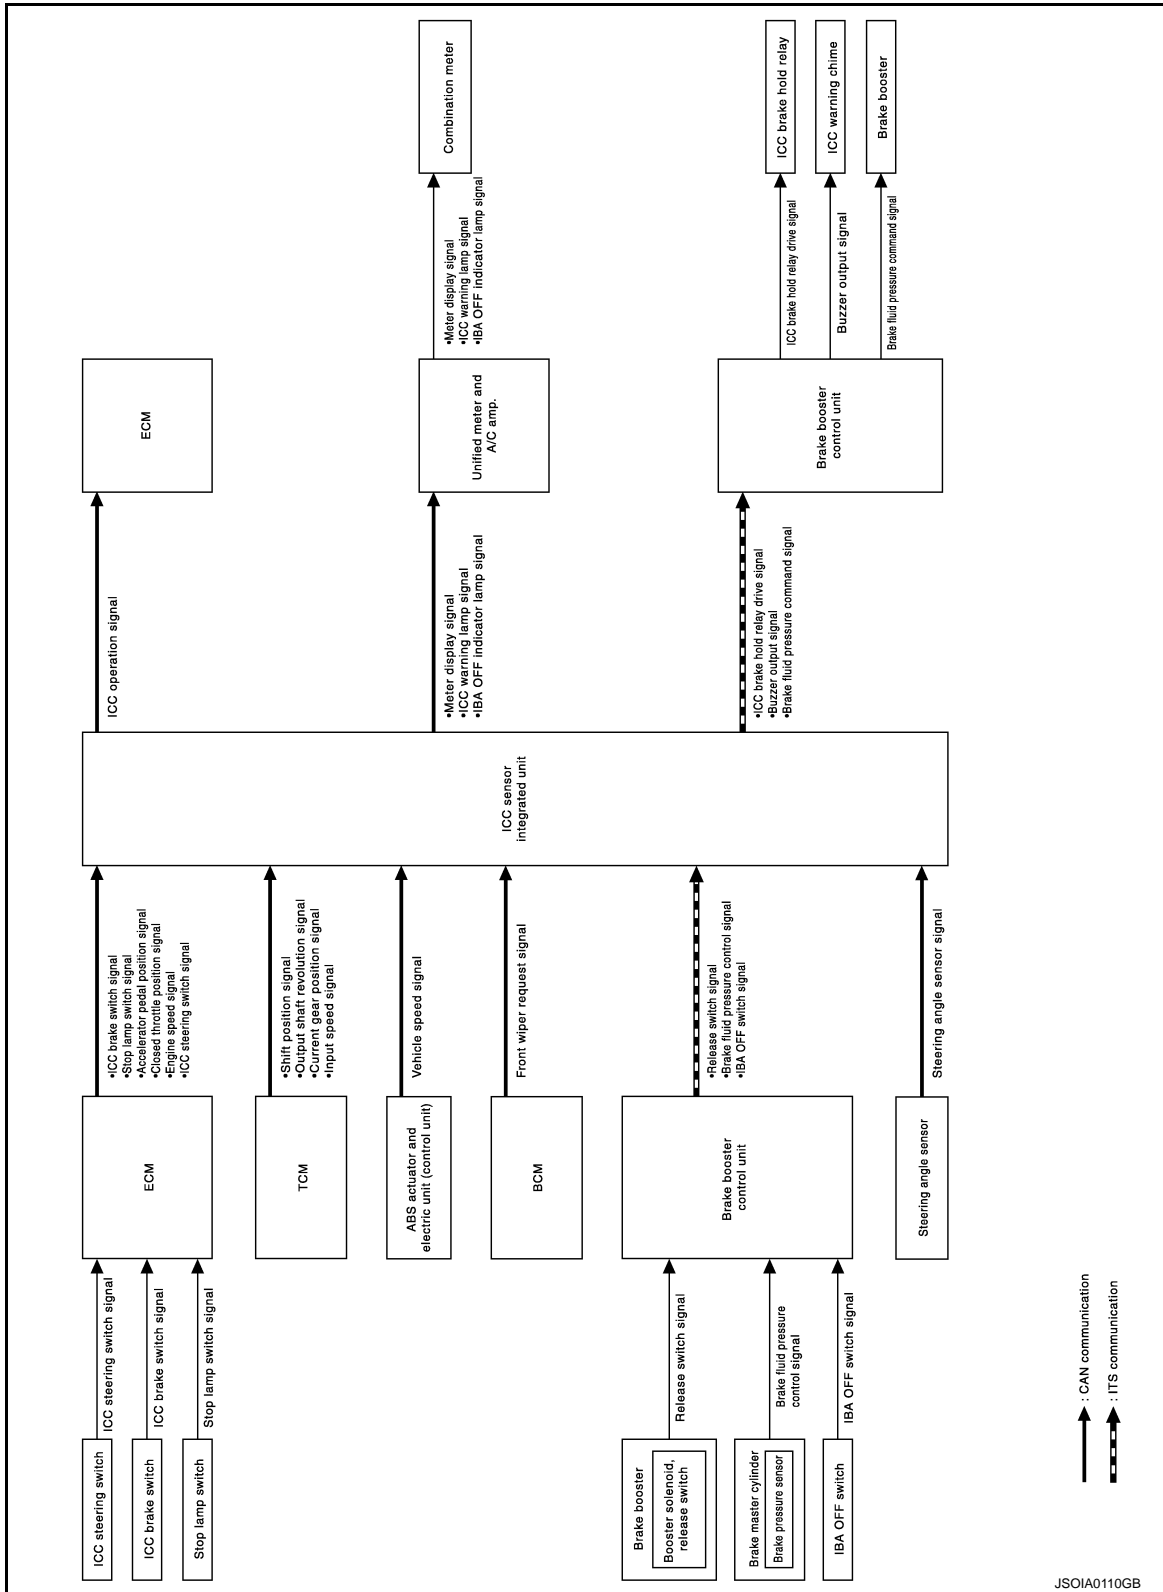 ICC steering switch
ICC brake switch
Stop lamp switch
Brake booster
Booster solenoid,
release switch
Brake master cylinder
Brake pressure sensor
IBA OFF switch
ICC steering switch signal
ICC brake switch signal
Stop lamp switch signal
Release switch signal
Brake fluid pressure
control signal
IBA OFF switch signal
ECM
TCM
ABS actuator and
electric unit (control unit)
BCM
Brake booster
control unit
Steering angle sensor
•ICC brake switch signal
•Stop lamp switch signal
•Accelerator pedal position signal
•Closed throttle position signal
•Engine speed signal
•ICC steering switch signal
•Shift position signal
•Output shaft revolution signal
•Current gear position signal
•Input speed signal
Vehicle speed signal
Front wiper request signal
•Release switch signal
•Brake fluid pressure control signal
•IBA OFF switch signal
Steering angle sensor signal
ICC sensor
integrated unit
ICC operation signal
•Meter display signal
•ICC warning lamp signal
•IBA OFF indicator lamp signal
•ICC brake hold relay drive signal
•Buzzer output signal
•Brake fluid pressure command signal
ECM
Unified meter and
A/C amp.
Brake booster
control unit
•Meter display signal
•ICC warning lamp signal
•IBA OFF indicator lamp signal
ICC brake hold relay drive signal
Buzzer output signal
Brake fluid pressure command signal
Combination meter
ICC brake hold relay
ICC warning chime
Brake booster
: CAN communication
: ITS communication
JSOIA0110GB